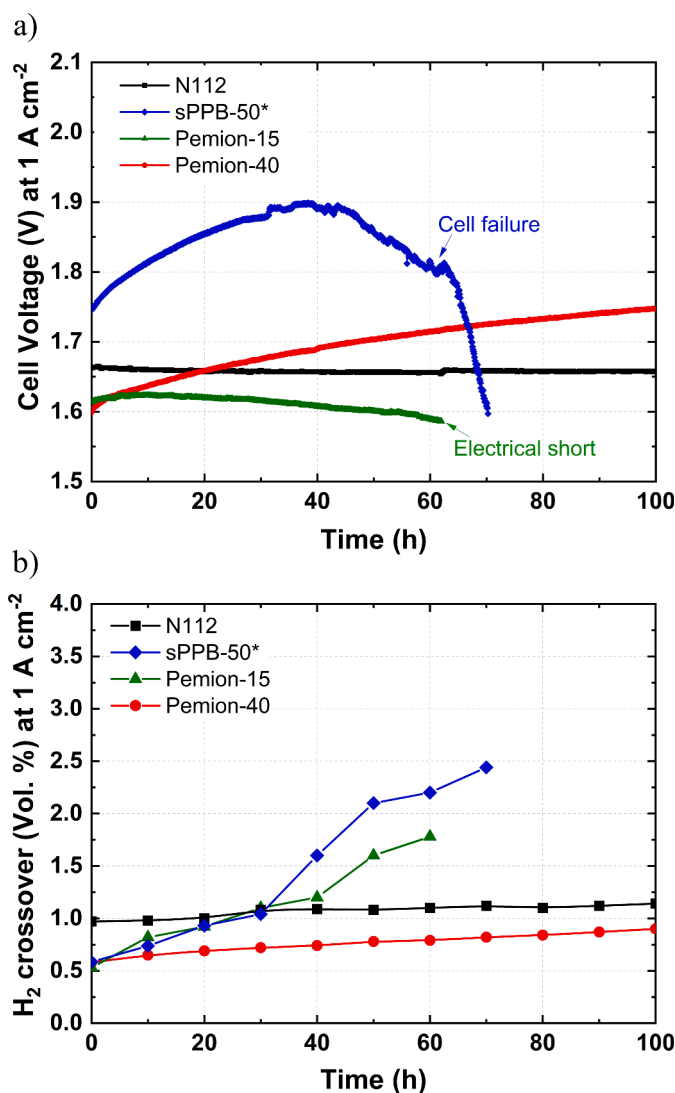 a)
2.1
2.0
1.9
1.8
1.7
1.6
1.5
Cell Voltage (V) at 1 A cm⁻²
N112
sPPB-50*
Pemion-15
Pemion-40
Cell failure
Electrical short
0 20 40 60 80 100
Time (h)
b)
4.0
3.5
3.0
2.5
2.0
1.5
1.0
0.5
0.0
H₂ crossover (Vol. %) at 1 A cm⁻²
N112
sPPB-50*
Pemion-15
Pemion-40
0 20 40 60 80 100
Time (h)